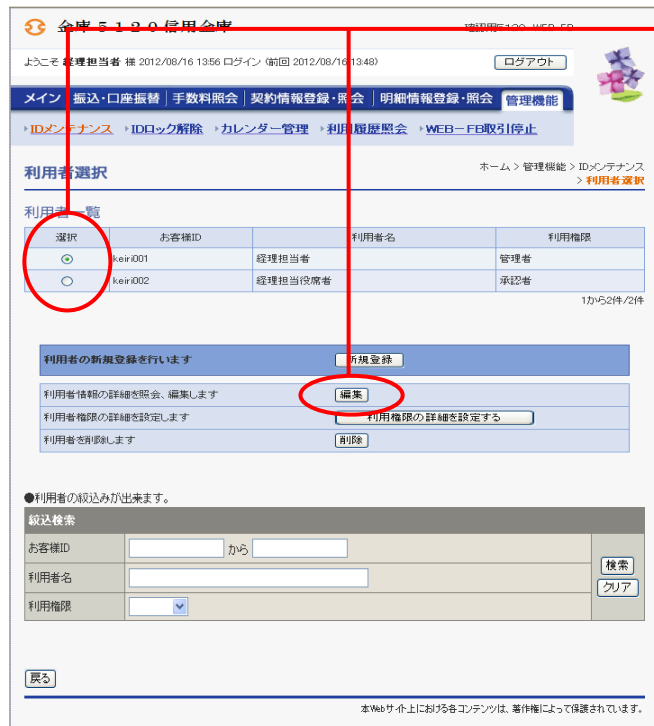 金庫5120信用金庫 確認用5120 WEB-FB
ようこそ 経理担当者 様 2012/08/16 13:56 ログイン (前回 2012/08/16 13:48) ログアウト
メイン 振込・口座振替 手数料照会 契約情報登録・照会 明細情報登録・照会 管理機能
IDメンテナンス IDロック解除 カレンダー管理 利用履歴照会 WEB-FB取引停止
利用者選択 ホーム > 管理機能 > IDメンテナンス
> 利用者選択
利用者一覧
選択 お客様ID 利用者名 利用権限
keiri001 経理担当者 管理者
keiri002 経理担当役席者 承認者
1から2件/2件
利用者の新規登録を行います 新規登録
利用者情報の詳細を照会、編集します 編集
利用者権限の詳細を設定します 利用権限の詳細を設定する
利用者を削除します 削除
●利用者の絞込みが出来ます。
絞込検索
お客様ID から
利用者名 検索
クリア
利用権限
戻る
本Webサイト上における各コンテンツは、著作権によって保護されています。